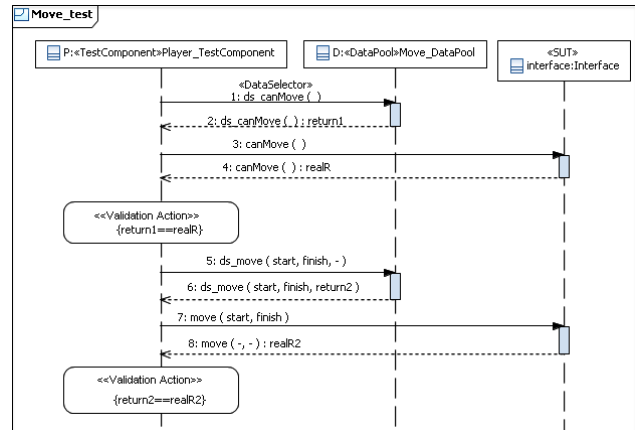 Move_test
P:«TestComponent»Player_TestComponent
D:«DataPool»Move_DataPool
«SUT»
interface:Interface
«DataSelector»
1: ds_canMove ( )
2: ds_canMove ( ) : return1
3: canMove ( )
4: canMove ( ) : realR
<<Validation Action>>
{return1==realR}
5: ds_move ( start, finish, - )
6: ds_move ( start, finish, return2 )
7: move ( start, finish )
8: move ( -, - ) : realR2
<<Validation Action>>
{return2==realR2}